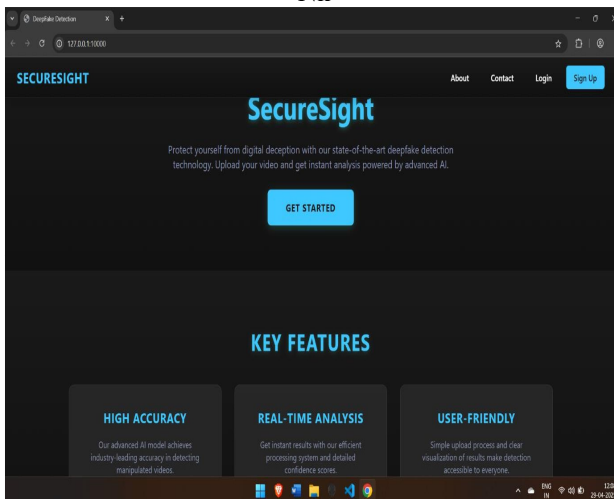 Deepfake Detection
127.0.0.1:10000
SECURESIGHT
About Contact Login Sign Up
SecureSight
Protect yourself from digital deception with our state-of-the-art deepfake detection
technology. Upload your video and get instant analysis powered by advanced AI.
GET STARTED
KEY FEATURES
HIGH ACCURACY
Our advanced AI model achieves
industry-leading accuracy in detecting
manipulated videos.
REAL-TIME ANALYSIS
Get instant results with our efficient
processing system and detailed
confidence scores.
USER-FRIENDLY
Simple upload process and clear
visualization of results make detection
accessible to everyone.
ENG
IN